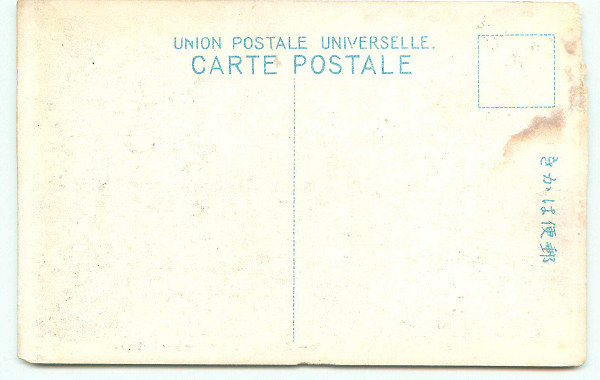 UNION POSTALE UNIVERSELLE.
CARTE POSTALE
郵便はかき